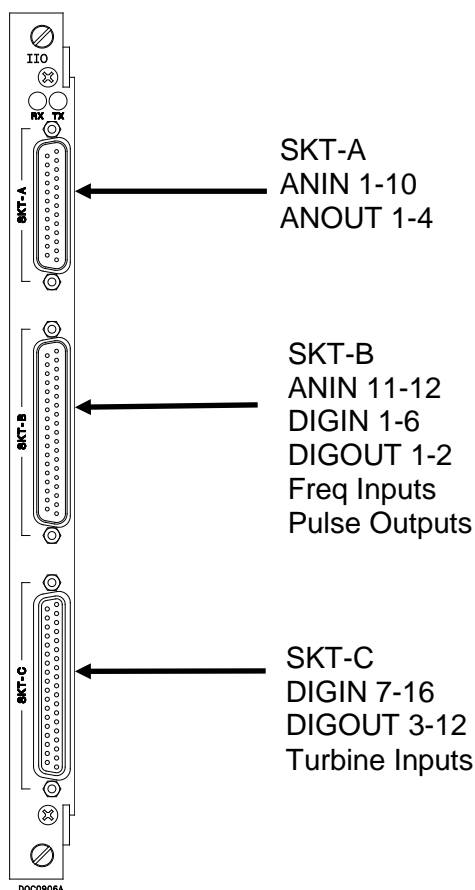 IIO
RX TX
SKT-A
SKT-A
ANIN 1-10
ANOUT 1-4
SKT-B
SKT-B
ANIN 11-12
DIGIN 1-6
DIGOUT 1-2
Freq Inputs
Pulse Outputs
SKT-C
SKT-C
DIGIN 7-16
DIGOUT 3-12
Turbine Inputs
DOC0906A